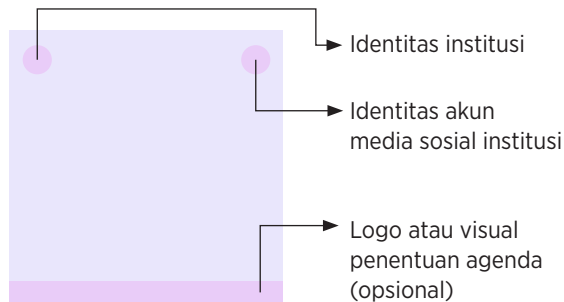 Identitas institusi
Identitas akun
media sosial institusi
Logo atau visual
penentuan agenda
(opsional)